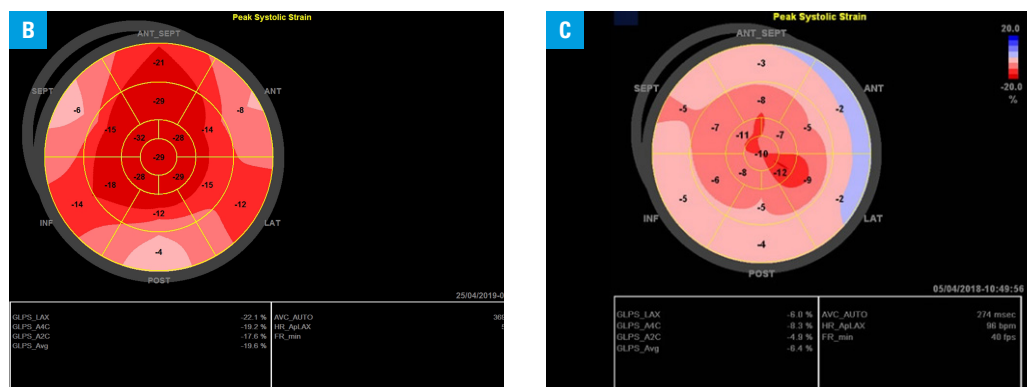 B
Peak Systolic Strain
ANT_SEPT
-21
SEPT
ANT
-6
-29
-8
-15
-14
-32
-28
-29
-18
-28
-29
-15
-14
-12
-12
INF
LAT
-4
POST
25/04/2019-0
GLPS_LAX -22.1 % AVC_AUTO
GLPS_A4C -19.2 % HR_ApLAX
GLPS_A2C -17.6 % FR_min
GLPS_Avg -19.6 %
C
Peak Systolic Strain
20.0
ANT_SEPT
-3
SEPT
ANT
-20.0
%
-5
-8
-2
-7
-5
-11
-7
-10
-6
-8
-12
-9
-5
-5
-2
INF
LAT
-4
POST
05/04/2018-10:49:56
GLPS_LAX -6.0 % AVC_AUTO 274 msec
GLPS_A4C -8.3 % HR_ApLAX 96 bpm
GLPS_A2C -4.9 % FR_min 40 fps
GLPS_Avg -6.4 %